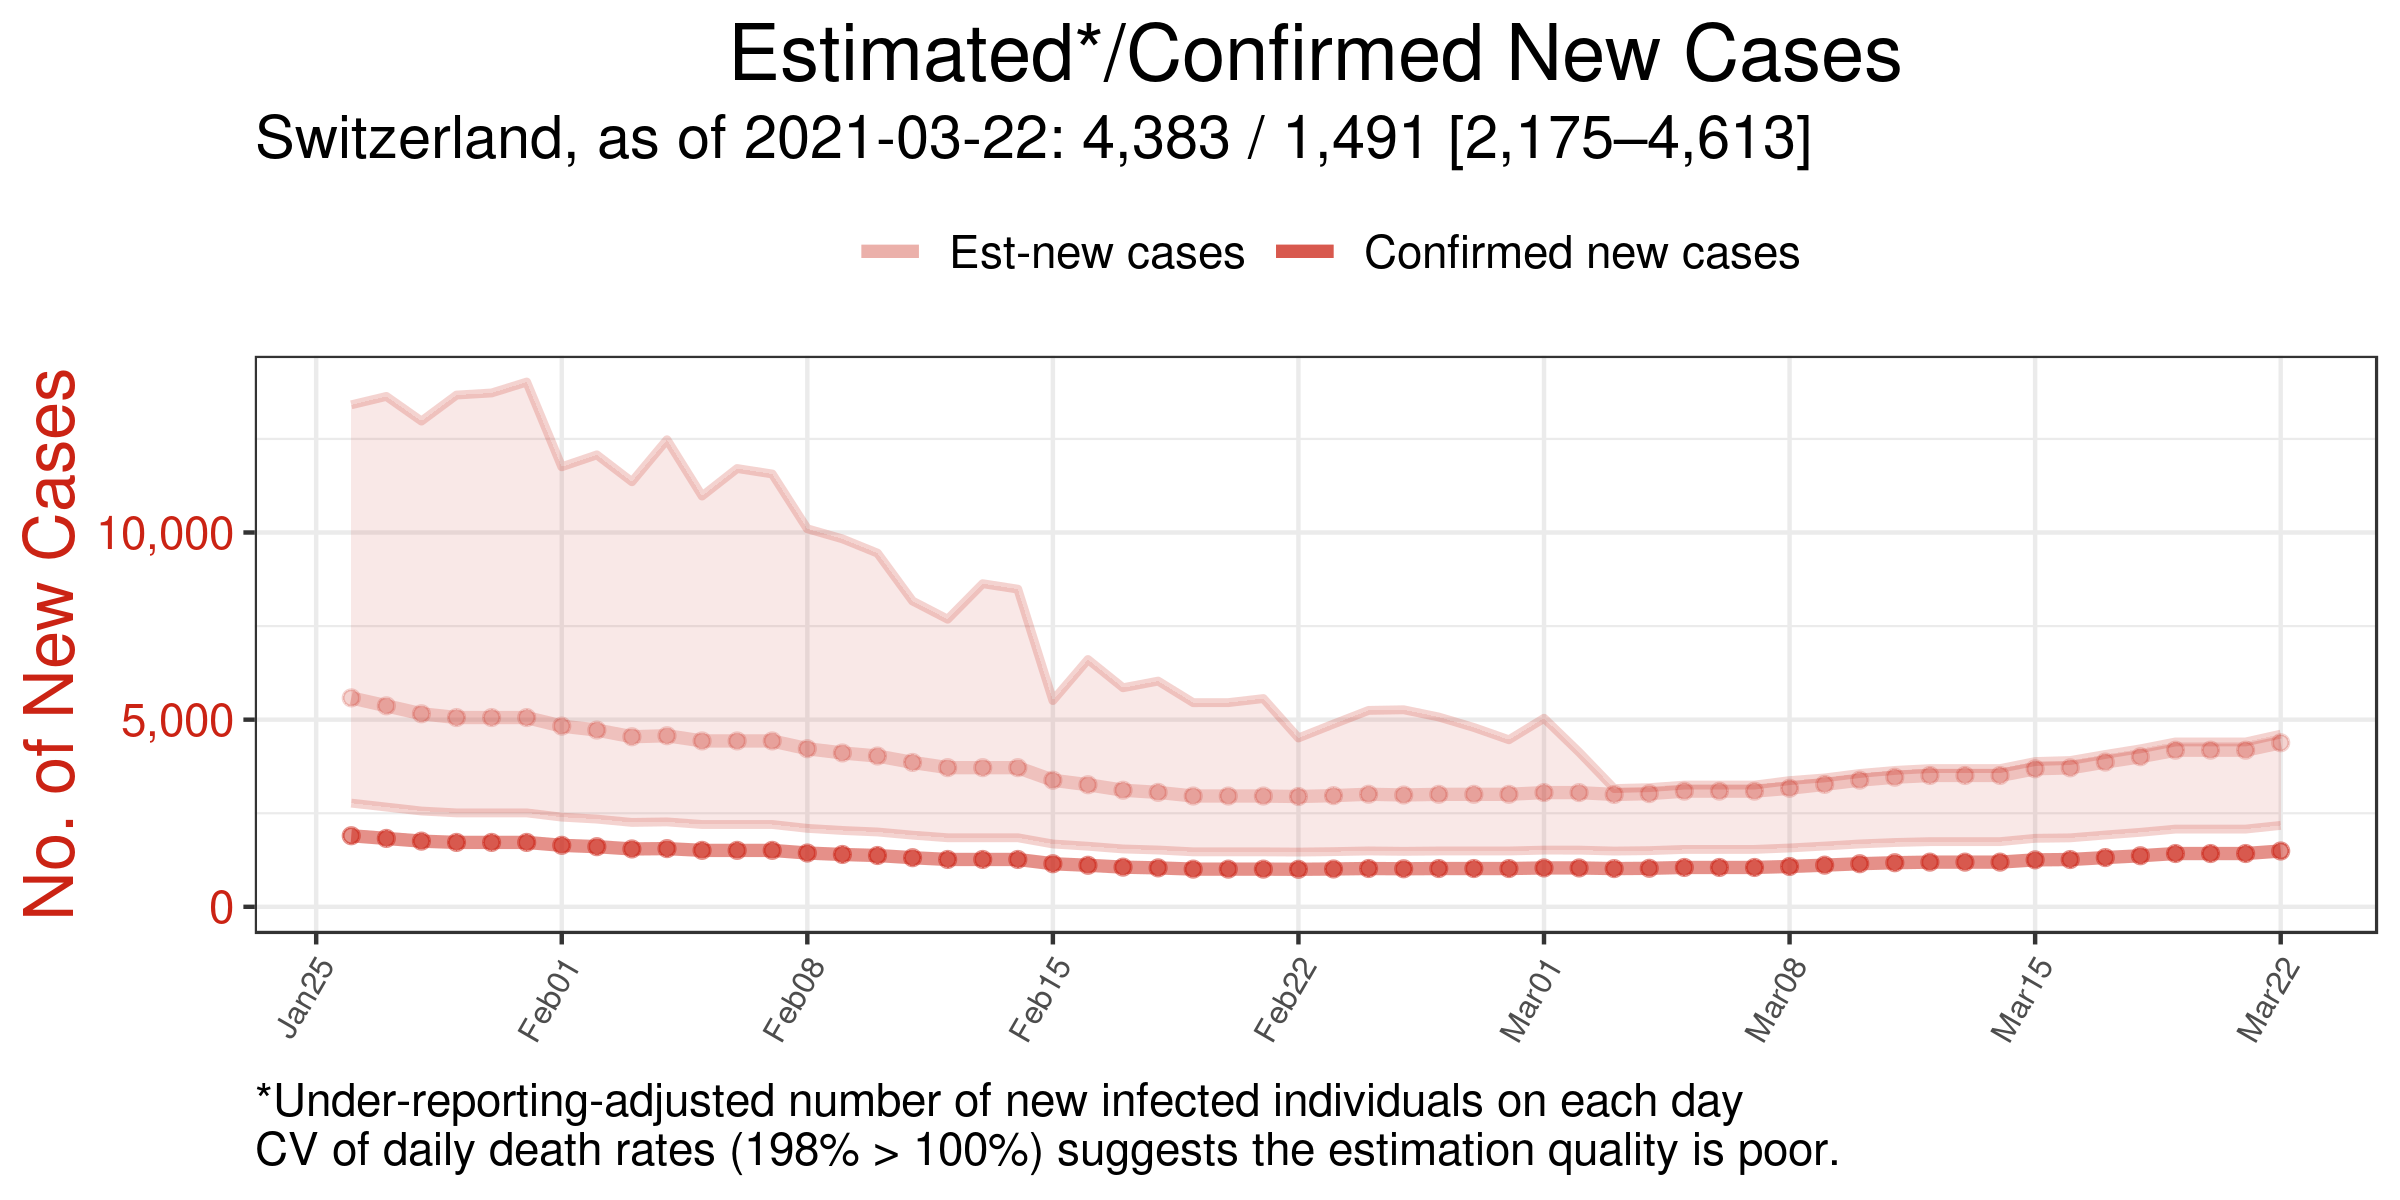 Estimated*/Confirmed New Cases
Switzerland, as of 2021-03-22: 4,383 / 1,491 [2,175–4,613]
Est-new cases
Confirmed new cases
No. of New Cases
10,000
5,000
0
Jan25
Feb01
Feb08
Feb15
Feb22
Mar01
Mar08
Mar15
Mar22
*Under-reporting-adjusted number of new infected individuals on each day
CV of daily death rates (198% > 100%) suggests the estimation quality is poor.